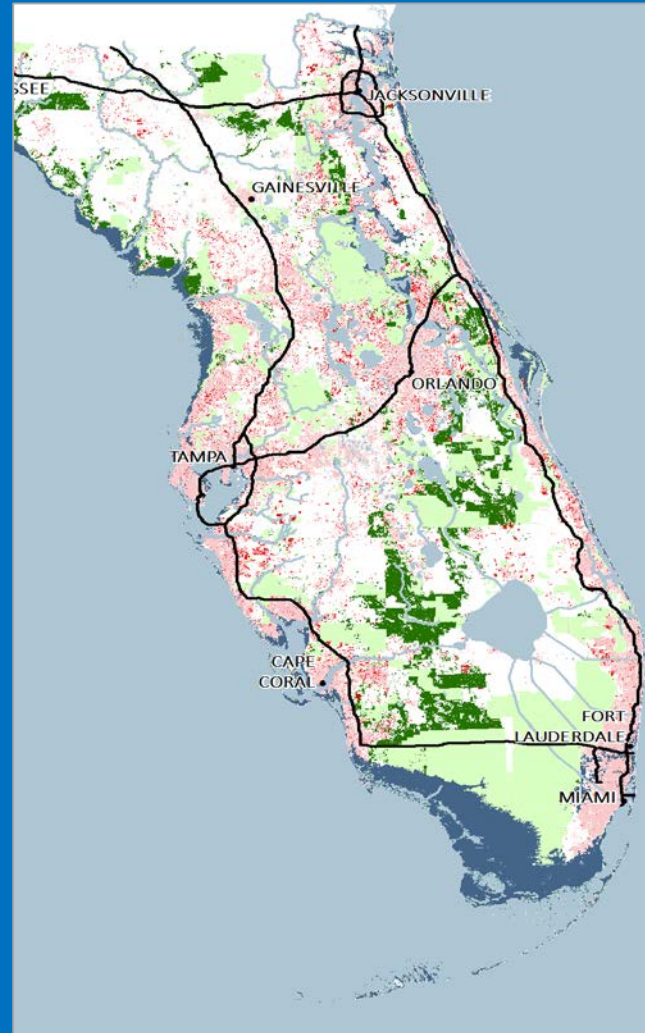 SSEE
JACKSONVILLE
GAINESVILLE
ORLANDO
TAMPA
CAPE
CORAL
FORT
LAUDERDALE
MIAMI